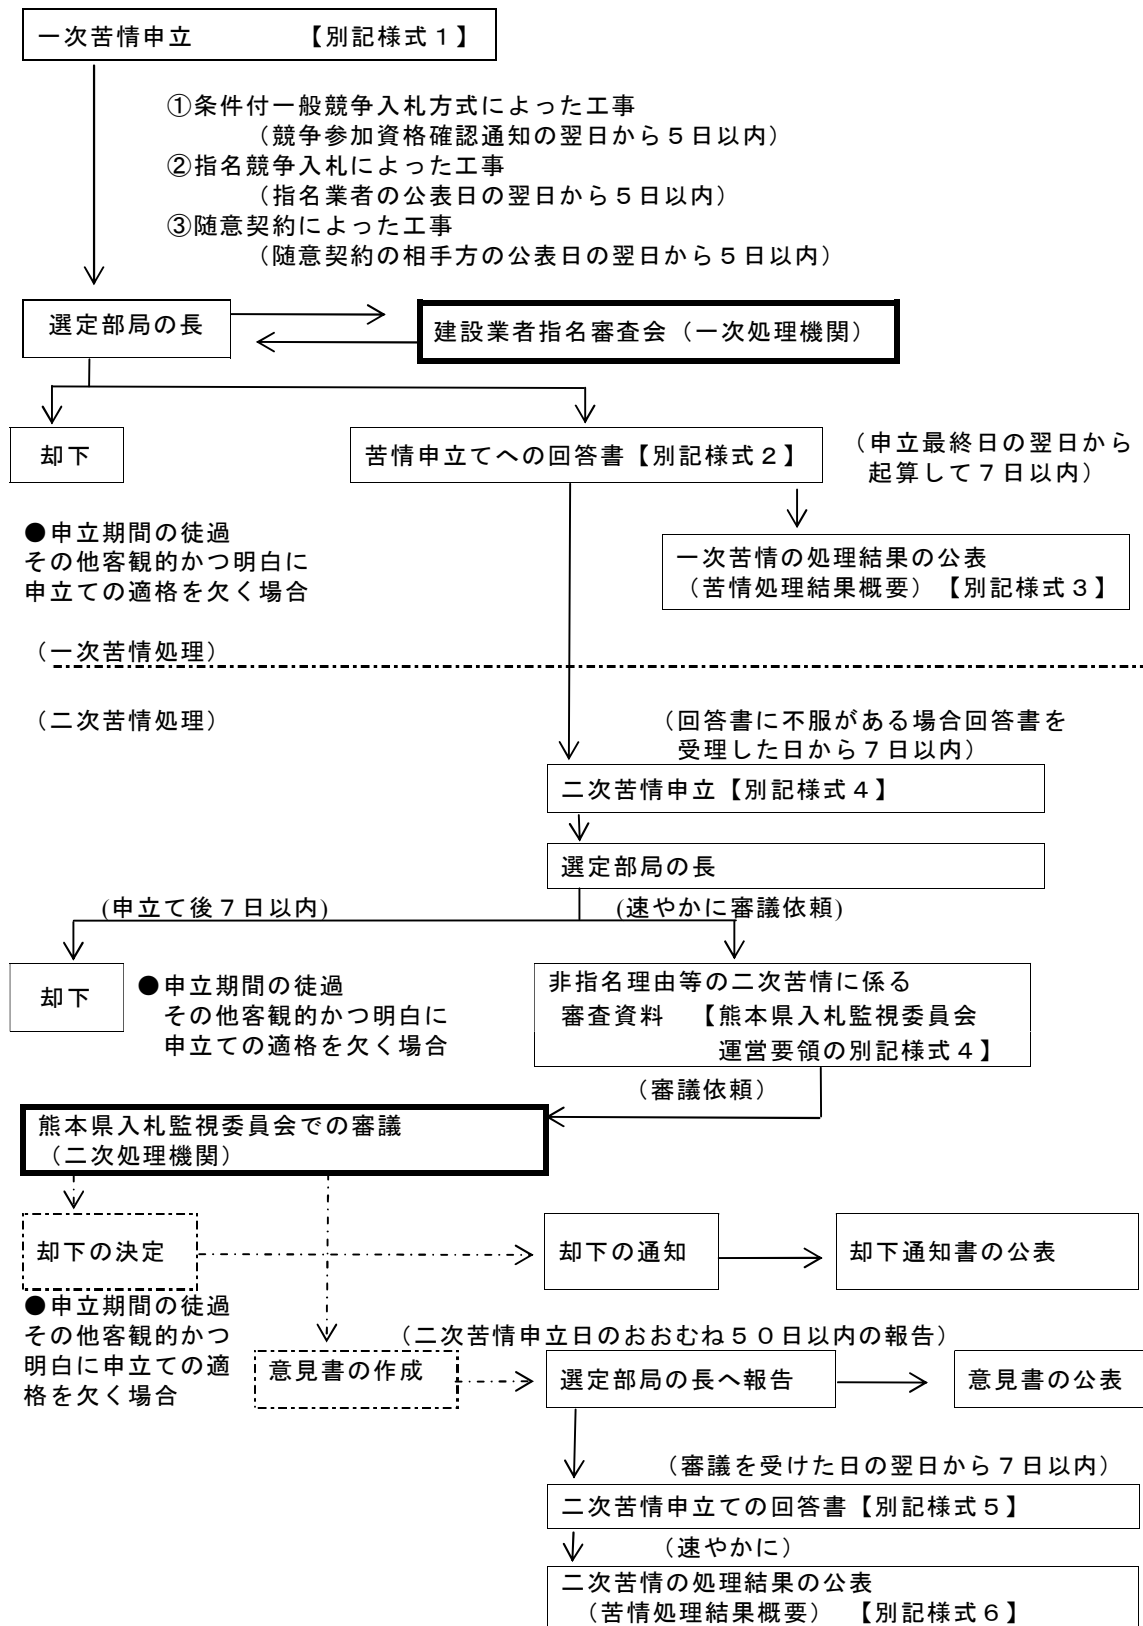 一次苦情申立　　　　【別記様式１】
①条件付一般競争入札方式によった工事
（競争参加資格確認通知の翌日から５日以内）
②指名競争入札によった工事
（指名業者の公表日の翌日から５日以内）
③随意契約によった工事
（随意契約の相手方の公表日の翌日から５日以内）
選定部局の長
建設業者指名審査会（一次処理機関）
却下
苦情申立てへの回答書【別記様式２】
（申立最終日の翌日から
起算して７日以内）
●申立期間の徒過
その他客観的かつ明白に
申立ての適格を欠く場合
一次苦情の処理結果の公表
（苦情処理結果概要）【別記様式３】
（一次苦情処理）
（二次苦情処理）
（回答書に不服がある場合回答書を
受理した日から７日以内）
二次苦情申立【別記様式４】
選定部局の長
(申立て後７日以内)
(速やかに審議依頼)
却下
●申立期間の徒過
その他客観的かつ明白に
申立ての適格を欠く場合
非指名理由等の二次苦情に係る
審査資料　【熊本県入札監視委員会
運営要領の別記様式４】
（審議依頼）
熊本県入札監視委員会での審議
（二次処理機関）
却下の決定
却下の通知
却下通知書の公表
●申立期間の徒過
その他客観的かつ
明白に申立ての適
格を欠く場合
（二次苦情申立日のおおむね５０日以内の報告）
意見書の作成
選定部局の長へ報告
意見書の公表
（審議を受けた日の翌日から７日以内）
二次苦情申立ての回答書【別記様式５】
（速やかに）
二次苦情の処理結果の公表
（苦情処理結果概要）　【別記様式６】